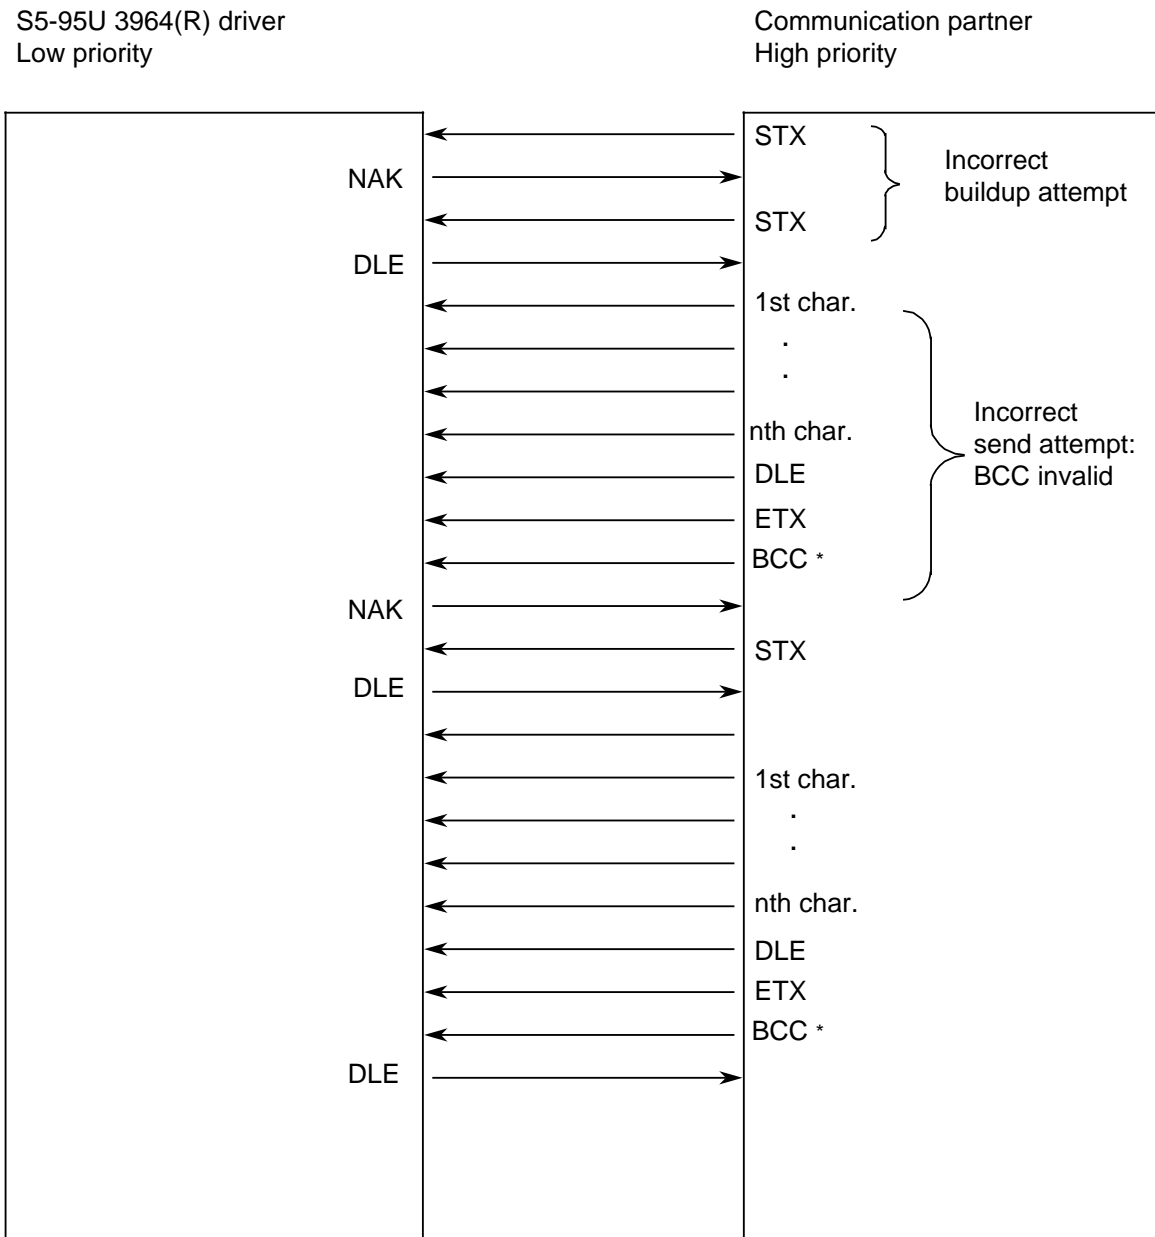 S5-95U 3964(R) driver
Low priority
Communication partner
High priority
STX
Incorrect
buildup attempt
NAK
STX
DLE
1st char.
.
.
nth char.
Incorrect
send attempt:
BCC invalid
DLE
ETX
BCC *
NAK
STX
DLE
1st char.
.
.
nth char.
DLE
ETX
BCC *
DLE